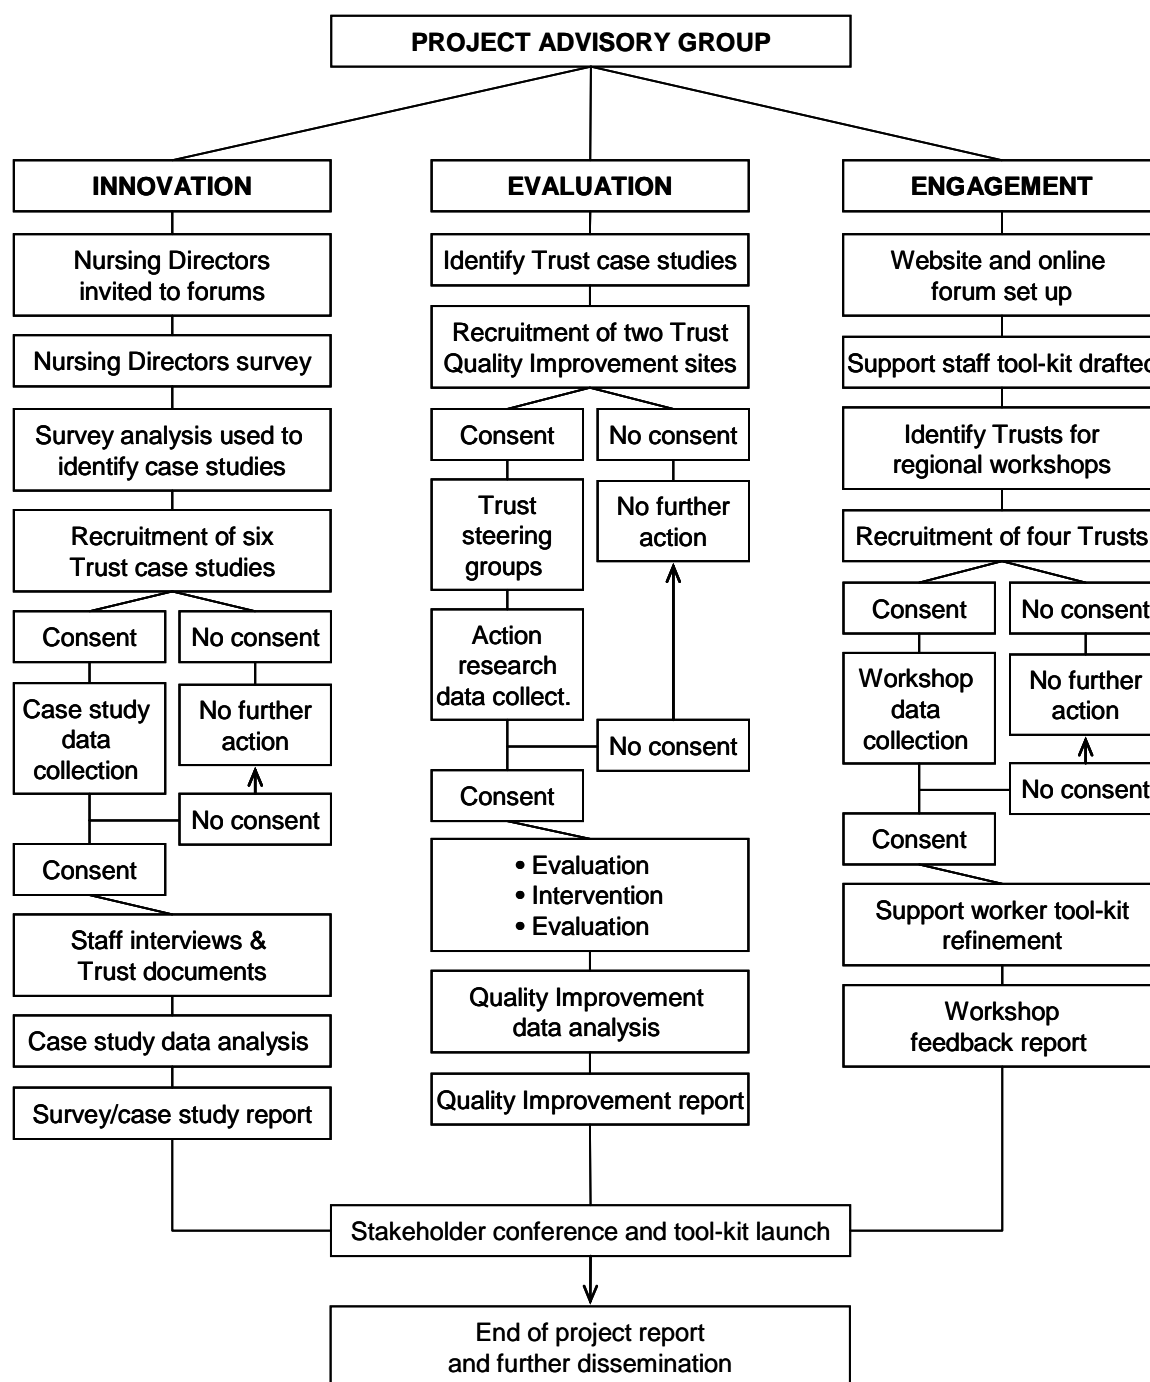 PROJECT ADVISORY GROUP
INNOVATION
Nursing Directors
invited to forums
Nursing Directors survey
Survey analysis used to
identify case studies
Recruitment of six
Trust case studies
Consent
No consent
Case study
data
collection
No further
action
No consent
Consent
Staff interviews &
Trust documents
Case study data analysis
Survey/case study report
EVALUATION
Identify Trust case studies
Recruitment of two Trust
Quality Improvement sites
Consent
No consent
Trust
steering
groups
No further
action
Action
research
data collect.
No consent
Consent
• Evaluation
• Intervention
• Evaluation
Quality Improvement
data analysis
Quality Improvement report
ENGAGEMENT
Website and online
forum set up
Support staff tool-kit drafted
Identify Trusts for
regional workshops
Recruitment of four Trusts
Consent
No consent
Workshop
data
collection
No further
action
No consent
Consent
Support worker tool-kit
refinement
Workshop
feedback report
Stakeholder conference and tool-kit launch
End of project report
and further dissemination